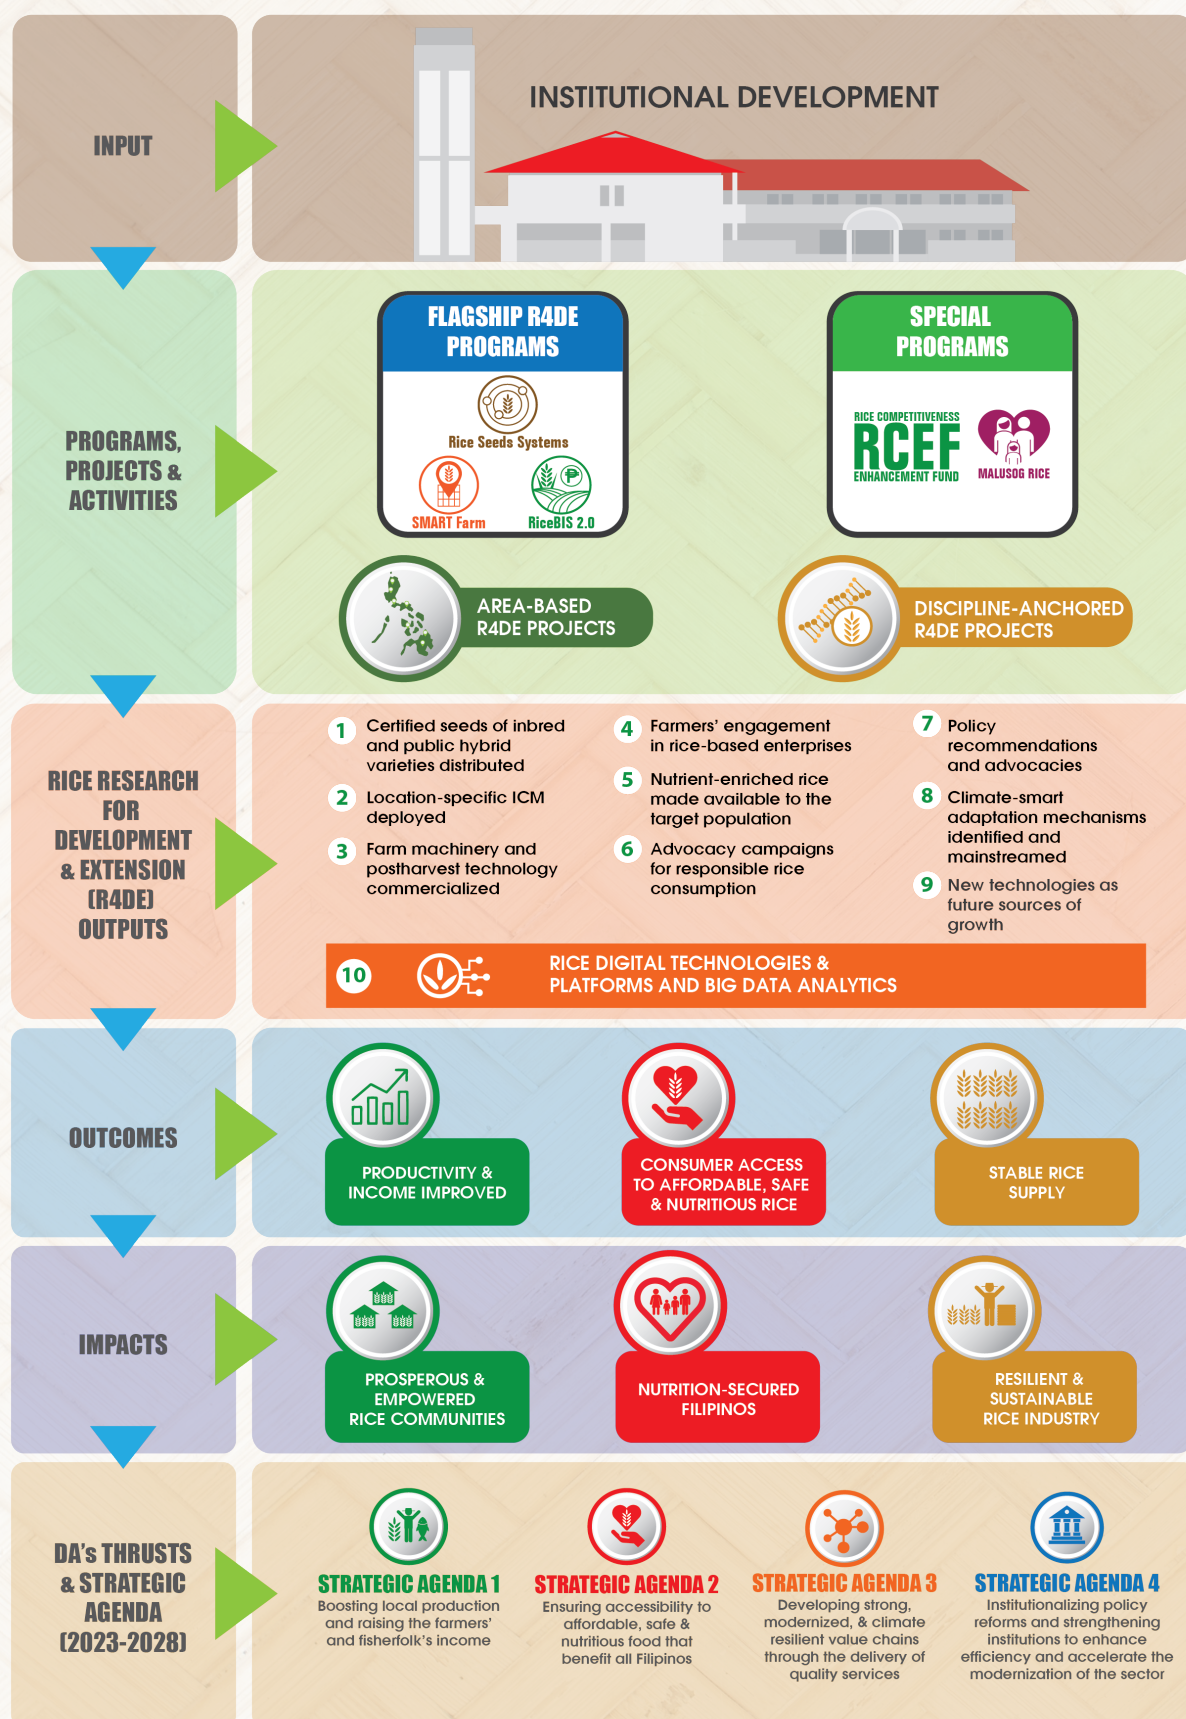 INPUT
INSTITUTIONAL DEVELOPMENT
PROGRAMS,
PROJECTS &
ACTIVITIES
FLAGSHIP R4DE
PROGRAMS
Rice Seeds Systems
SMART Farm
RiceBIS 2.0
SPECIAL
PROGRAMS
RICE COMPETITIVENESS
RCEF
ENHANCEMENT FUND
MALUSOG RICE
AREA-BASED
R4DE PROJECTS
DISCIPLINE-ANCHORED
R4DE PROJECTS
RICE RESEARCH
FOR
DEVELOPMENT
& EXTENSION
(R4DE)
OUTPUTS
1 Certified seeds of inbred
and public hybrid
varieties distributed
2 Location-specific ICM
deployed
3 Farm machinery and
postharvest technology
commercialized
4 Farmers' engagement
in rice-based enterprises
5 Nutrient-enriched rice
made available to the
target population
6 Advocacy campaigns
for responsible rice
consumption
7 Policy
recommendations
and advocacies
8 Climate-smart
adaptation mechanisms
identified and
mainstreamed
9 New technologies as
future sources of
growth
10 RICE DIGITAL TECHNOLOGIES &
PLATFORMS AND BIG DATA ANALYTICS
OUTCOMES
PRODUCTIVITY &
INCOME IMPROVED
CONSUMER ACCESS
TO AFFORDABLE, SAFE
& NUTRITIOUS RICE
STABLE RICE
SUPPLY
IMPACTS
PROSPEROUS &
EMPOWERED
RICE COMMUNITIES
NUTRITION-SECURED
FILIPINOS
RESILIENT &
SUSTAINABLE
RICE INDUSTRY
DA's THRUSTS
& STRATEGIC
AGENDA
(2023-2028)
STRATEGIC AGENDA 1
Boosting local production
and raising the farmers'
and fisherfolk's income
STRATEGIC AGENDA 2
Ensuring accessibility to
affordable, safe &
nutritious food that
benefit all Filipinos
STRATEGIC AGENDA 3
Developing strong,
modernized, & climate
resilient value chains
through the delivery of
quality services
STRATEGIC AGENDA 4
Institutionalizing policy
reforms and strengthening
institutions to enhance
efficiency and accelerate the
modernization of the sector